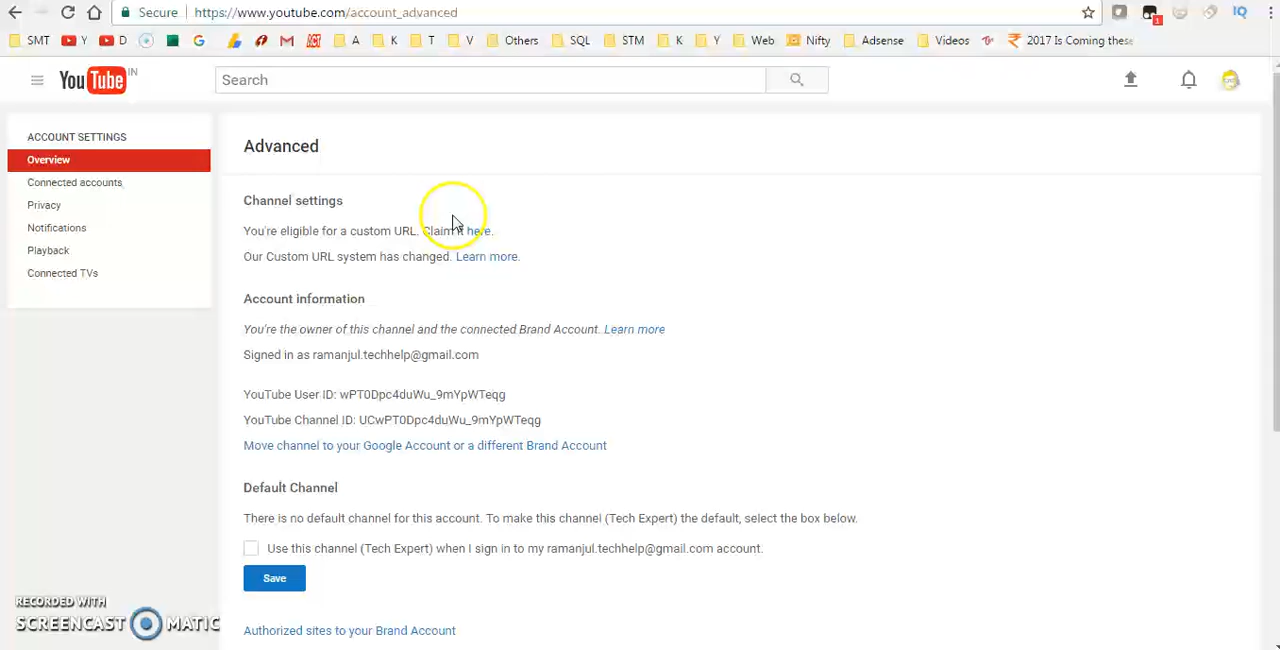 Secure https://www.youtube.com/account_advanced
SMT Y D G M A K T V Others SQL STM K Y Web Nifty Adsense Videos 2017 Is Coming these
1 IQ
YouTube IN Search
ACCOUNT SETTINGS
Overview
Connected accounts
Privacy
Notifications
Playback
Connected TVs
Advanced
Channel settings
You're eligible for a custom URL. Claim it here.
Our Custom URL system has changed. Learn more.
Account information
You're the owner of this channel and the connected Brand Account. Learn more
Signed in as ramanjul.techhelp@gmail.com
YouTube User ID: wPT0Dpc4duWu_9mYpWTeqg
YouTube Channel ID: UCwPT0Dpc4duWu_9mYpWTeqg
Move channel to your Google Account or a different Brand Account
Default Channel
There is no default channel for this account. To make this channel (Tech Expert) the default, select the box below.
Use this channel (Tech Expert) when I sign in to my ramanjul.techhelp@gmail.com account.
Save
Authorized sites to your Brand Account
RECORDED WITH
SCREENCAST MATIC